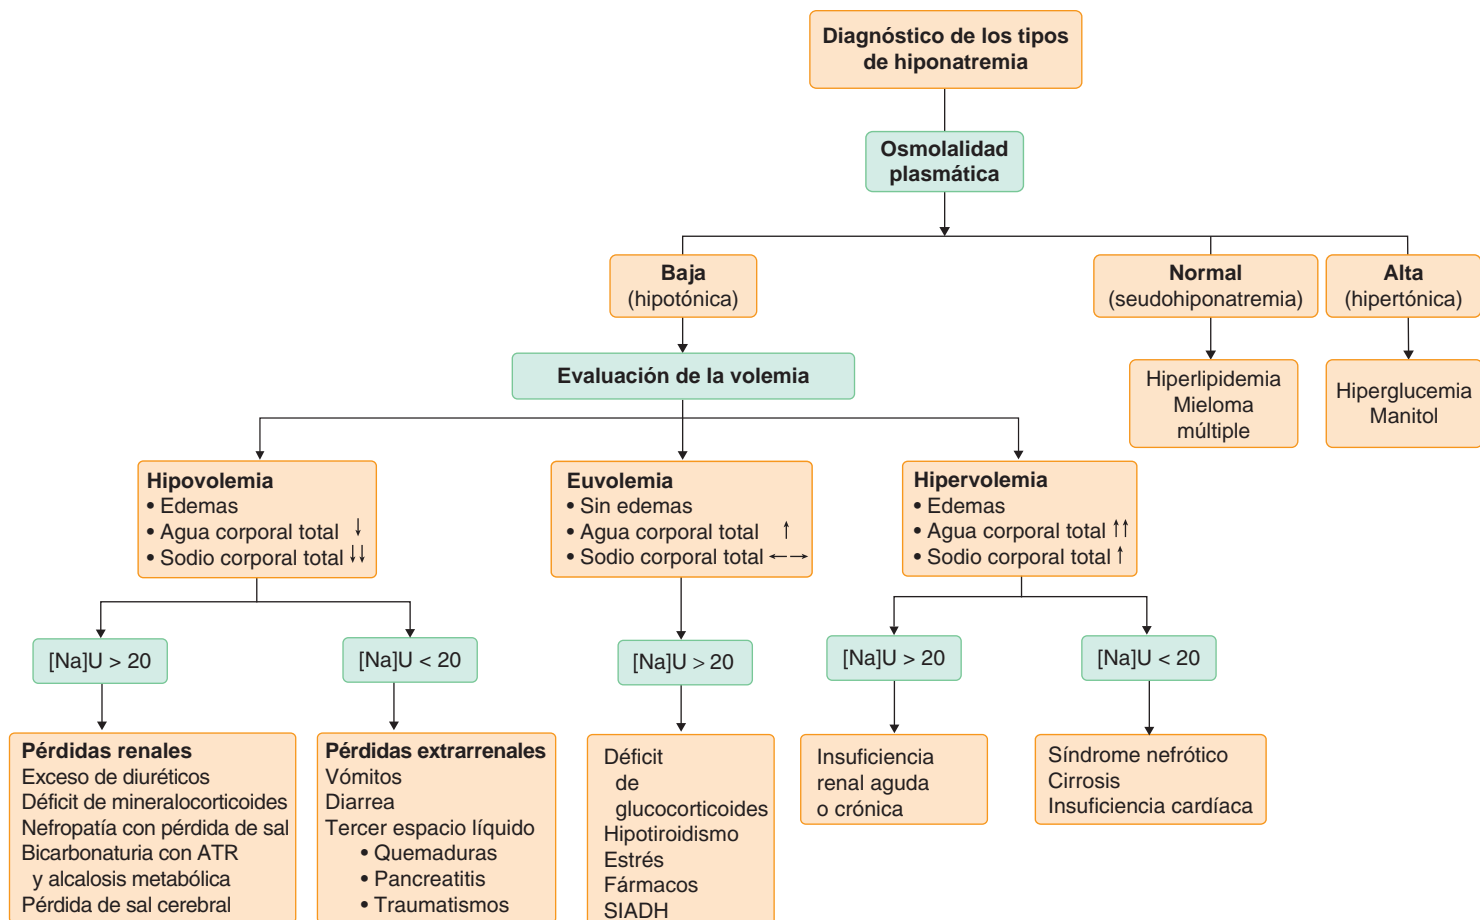 Diagnóstico de los tipos
de hiponatremia
Osmolalidad
plasmática
Baja
(hipotónica)
Normal
(seudohiponatremia)
Alta
(hipertónica)
Evaluación de la volemia
Hiperlipidemia
Mieloma
múltiple
Hiperglucemia
Manitol
Hipovolemia
• Edemas
• Agua corporal total ↓
• Sodio corporal total ↓↓
Euvolemia
• Sin edemas
• Agua corporal total ↑
• Sodio corporal total ←→
Hipervolemia
• Edemas
• Agua corporal total ↑↑
• Sodio corporal total ↑
[Na]U > 20
[Na]U < 20
[Na]U > 20
[Na]U > 20
[Na]U < 20
Pérdidas renales
Exceso de diuréticos
Déficit de mineralocorticoides
Nefropatía con pérdida de sal
Bicarbonaturia con ATR
y alcalosis metabólica
Pérdida de sal cerebral
Pérdidas extrarrenales
Vómitos
Diarrea
Tercer espacio líquido
• Quemaduras
• Pancreatitis
• Traumatismos
Déficit
de
glucocorticoides
Hipotiroidismo
Estrés
Fármacos
SIADH
Insuficiencia
renal aguda
o crónica
Síndrome nefrótico
Cirrosis
Insuficiencia cardíaca